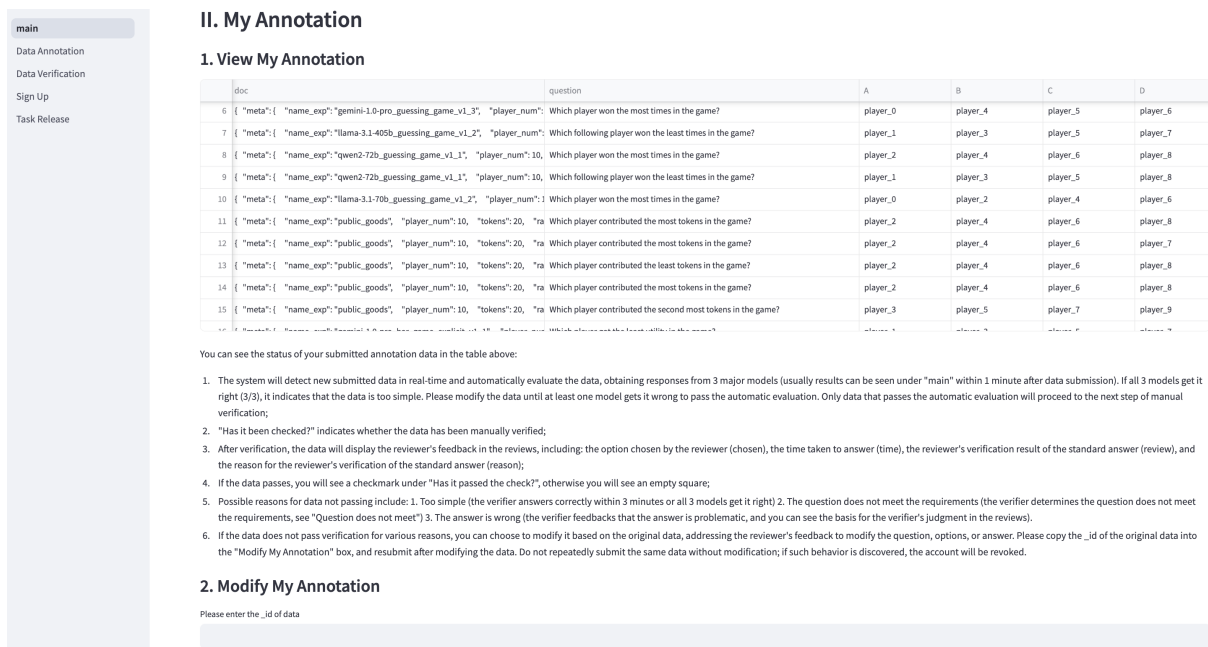 main
Data Annotation
Data Verification
Sign Up
Task Release
II. My Annotation
1. View My Annotation
doc question A B C D
6 { "meta": { "name_exp": "gemini-1.0-pro_guessing_game_v1_3", "player_num": Which player won the most times in the game? player_0 player_4 player_5 player_6
7 { "meta": { "name_exp": "llama-3.1-405b_guessing_game_v1_2", "player_num": Which following player won the least times in the game? player_1 player_3 player_5 player_7
8 { "meta": { "name_exp": "qwen2-72b_guessing_game_v1_1", "player_num": 10, Which player won the most times in the game? player_2 player_4 player_6 player_8
9 { "meta": { "name_exp": "qwen2-72b_guessing_game_v1_1", "player_num": 10, Which following player won the least times in the game? player_1 player_3 player_5 player_8
10 { "meta": { "name_exp": "llama-3.1-70b_guessing_game_v1_2", "player_num": 1 Which player won the most times in the game? player_0 player_2 player_4 player_6
11 { "meta": { "name_exp": "public_goods", "player_num": 10, "tokens": 20, "ra Which player contributed the most tokens in the game? player_2 player_4 player_6 player_8
12 { "meta": { "name_exp": "public_goods", "player_num": 10, "tokens": 20, "ra Which player contributed the most tokens in the game? player_2 player_4 player_6 player_7
13 { "meta": { "name_exp": "public_goods", "player_num": 10, "tokens": 20, "ra Which player contributed the least tokens in the game? player_2 player_4 player_6 player_8
14 { "meta": { "name_exp": "public_goods", "player_num": 10, "tokens": 20, "ra Which player contributed the most tokens in the game? player_2 player_4 player_6 player_8
15 { "meta": { "name_exp": "public_goods", "player_num": 10, "tokens": 20, "ra Which player contributed the second most tokens in the game? player_3 player_5 player_7 player_9
You can see the status of your submitted annotation data in the table above:
1. The system will detect new submitted data in real-time and automatically evaluate the data, obtaining responses from 3 major models (usually results can be seen under "main" within 1 minute after data submission). If all 3 models get it
right (3/3), it indicates that the data is too simple. Please modify the data until at least one model gets it wrong to pass the automatic evaluation. Only data that passes the automatic evaluation will proceed to the next step of manual
verification;
2. "Has it been checked?" indicates whether the data has been manually verified;
3. After verification, the data will display the reviewer's feedback in the reviews, including: the option chosen by the reviewer (chosen), the time taken to answer (time), the reviewer's verification result of the standard answer (review), and
the reason for the reviewer's verification of the standard answer (reason);
4. If the data passes, you will see a checkmark under "Has it passed the check?", otherwise you will see an empty square;
5. Possible reasons for data not passing include: 1. Too simple (the verifier answers correctly within 3 minutes or all 3 models get it right) 2. The question does not meet the requirements (the verifier determines the question does not meet
the requirements, see "Question does not meet") 3. The answer is wrong (the verifier feedbacks that the answer is problematic, and you can see the basis for the verifier's judgment in the reviews).
6. If the data does not pass verification for various reasons, you can choose to modify it based on the original data, addressing the reviewer's feedback to modify the question, options, or answer. Please copy the _id of the original data into
the "Modify My Annotation" box, and resubmit after modifying the data. Do not repeatedly submit the same data without modification; if such behavior is discovered, the account will be revoked.
2. Modify My Annotation
Please enter the _id of data